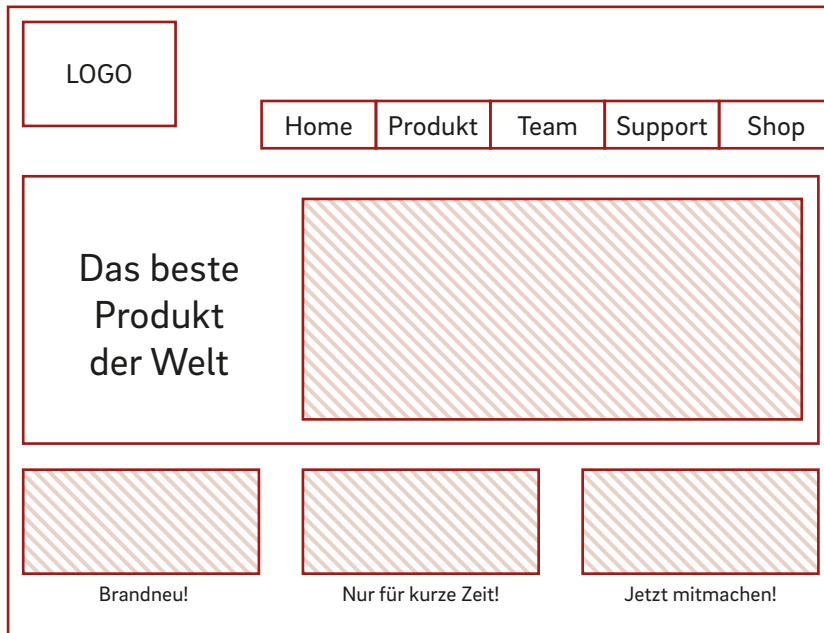 LOGO
Home Produkt Team Support Shop
Das beste
Produkt
der Welt
Brandneu! Nur für kurze Zeit! Jetzt mitmachen!